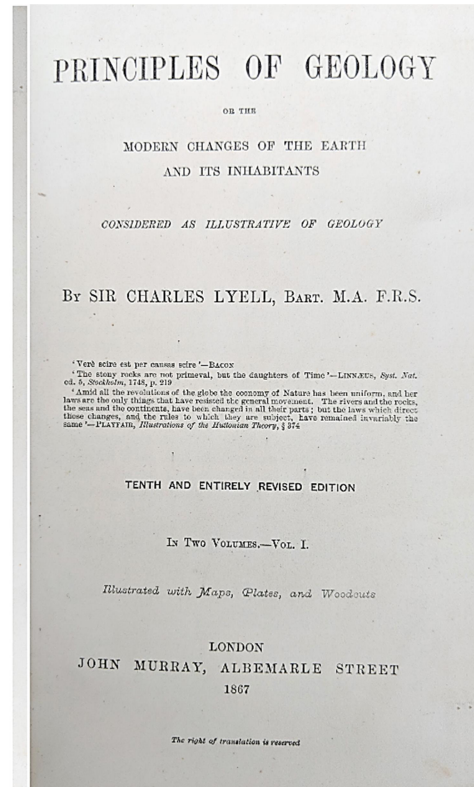 PRINCIPLES OF GEOLOGY
OR THE
MODERN CHANGES OF THE EARTH
AND ITS INHABITANTS
CONSIDERED AS ILLUSTRATIVE OF GEOLOGY
BY SIR CHARLES LYELL, BART. M.A. F.R.S.
'Verè scire est per causas scire'—BACON
'The stony rocks are not primeval, but the daughters of Time'—LINNÆUS, Syst. Nat.
ed. 5, Stockholm, 1748, p. 219
'Amid all the revolutions of the globe the economy of Nature has been uniform, and her
laws are the only things that have resisted the general movement. The rivers and the rocks,
the seas and the continents, have been changed in all their parts; but the laws which direct
those changes, and the rules to which they are subject, have remained invariably the
same'—PLAYFAIR, Illustrations of the Huttonian Theory, § 374
TENTH AND ENTIRELY REVISED EDITION
IN TWO VOLUMES.—VOL. I.
Illustrated with Maps, Plates, and Woodcuts
LONDON
JOHN MURRAY, ALBEMARLE STREET
1867
The right of translation is reserved